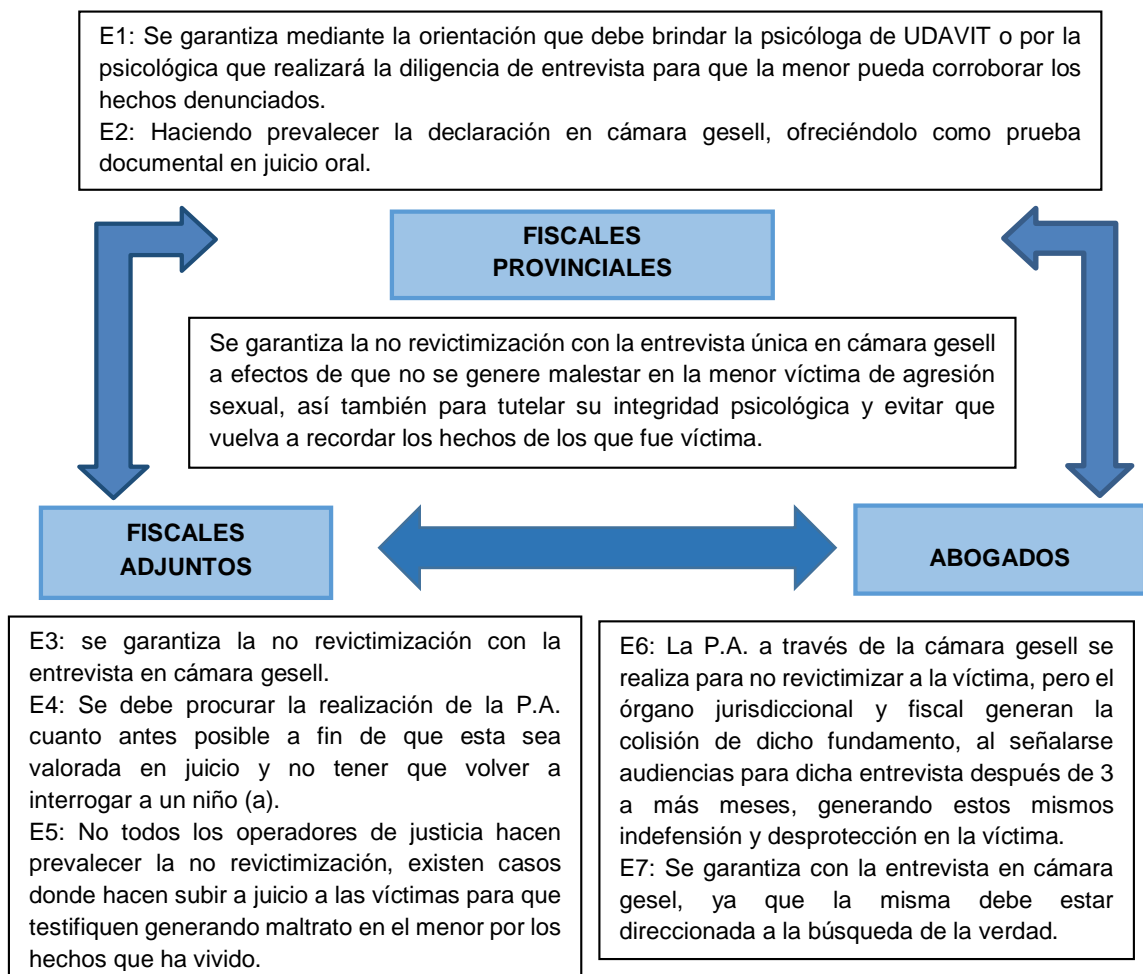 E1: Se garantiza mediante la orientación que debe brindar la psicóloga de UDAVIT o por la
psicológica que realizará la diligencia de entrevista para que la menor pueda corroborar los
hechos denunciados.
E2: Haciendo prevalecer la declaración en cámara gesell, ofreciéndolo como prueba
documental en juicio oral.
FISCALES
PROVINCIALES
Se garantiza la no revictimización con la entrevista única en cámara gesell
a efectos de que no se genere malestar en la menor víctima de agresión
sexual, así también para tutelar su integridad psicológica y evitar que
vuelva a recordar los hechos de los que fue víctima.
FISCALES
ADJUNTOS
ABOGADOS
E3: se garantiza la no revictimización con la
entrevista en cámara gesell.
E4: Se debe procurar la realización de la P.A.
cuanto antes posible a fin de que esta sea
valorada en juicio y no tener que volver a
interrogar a un niño (a).
E5: No todos los operadores de justicia hacen
prevalecer la no revictimización, existen casos
donde hacen subir a juicio a las víctimas para que
testifiquen generando maltrato en el menor por los
hechos que ha vivido.
E6: La P.A. a través de la cámara gesell se
realiza para no revictimizar a la víctima, pero el
órgano jurisdiccional y fiscal generan la
colisión de dicho fundamento, al señalarse
audiencias para dicha entrevista después de 3
a más meses, generando estos mismos
indefensión y desprotección en la víctima.
E7: Se garantiza con la entrevista en cámara
gesel, ya que la misma debe estar
direccionada a la búsqueda de la verdad.